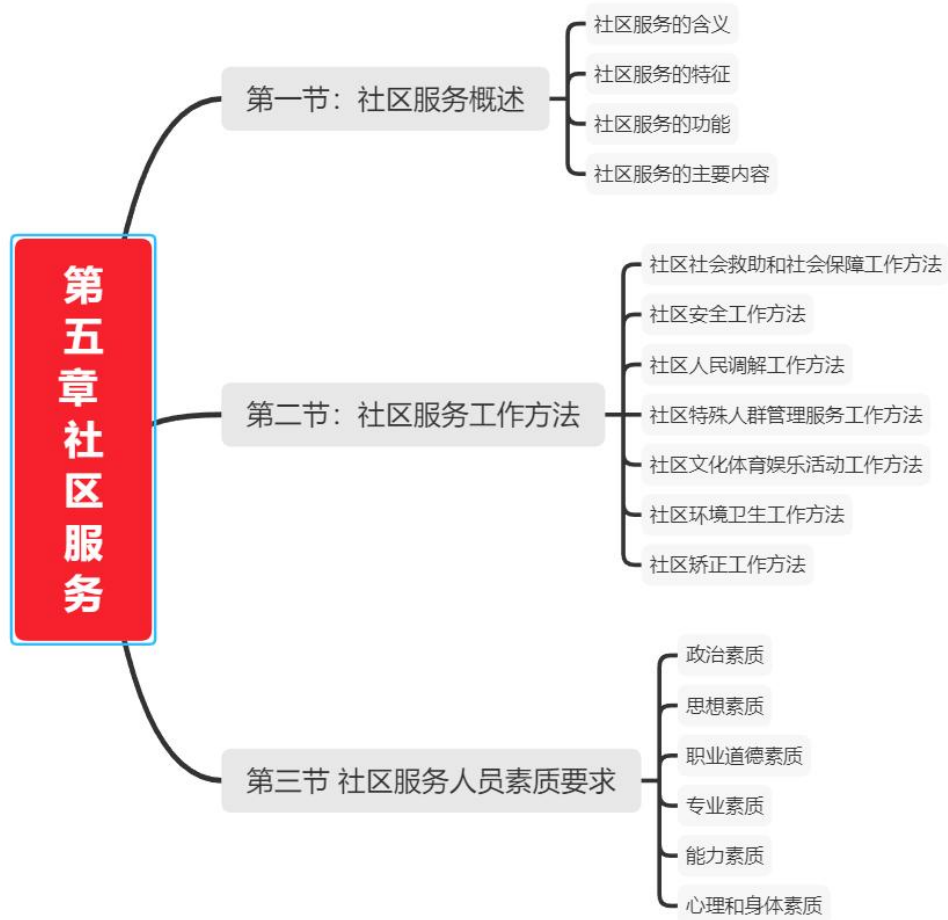 第五章社区服务
第一节：社区服务概述
社区服务的含义
社区服务的特征
社区服务的功能
社区服务的主要内容
第二节：社区服务工作方法
社区社会救助和社会保障工作方法
社区安全工作方法
社区人民调解工作方法
社区特殊人群管理服务工作方法
社区文化体育娱乐活动工作方法
社区环境卫生工作方法
社区矫正工作方法
第三节 社区服务人员素质要求
政治素质
思想素质
职业道德素质
专业素质
能力素质
心理和身体素质